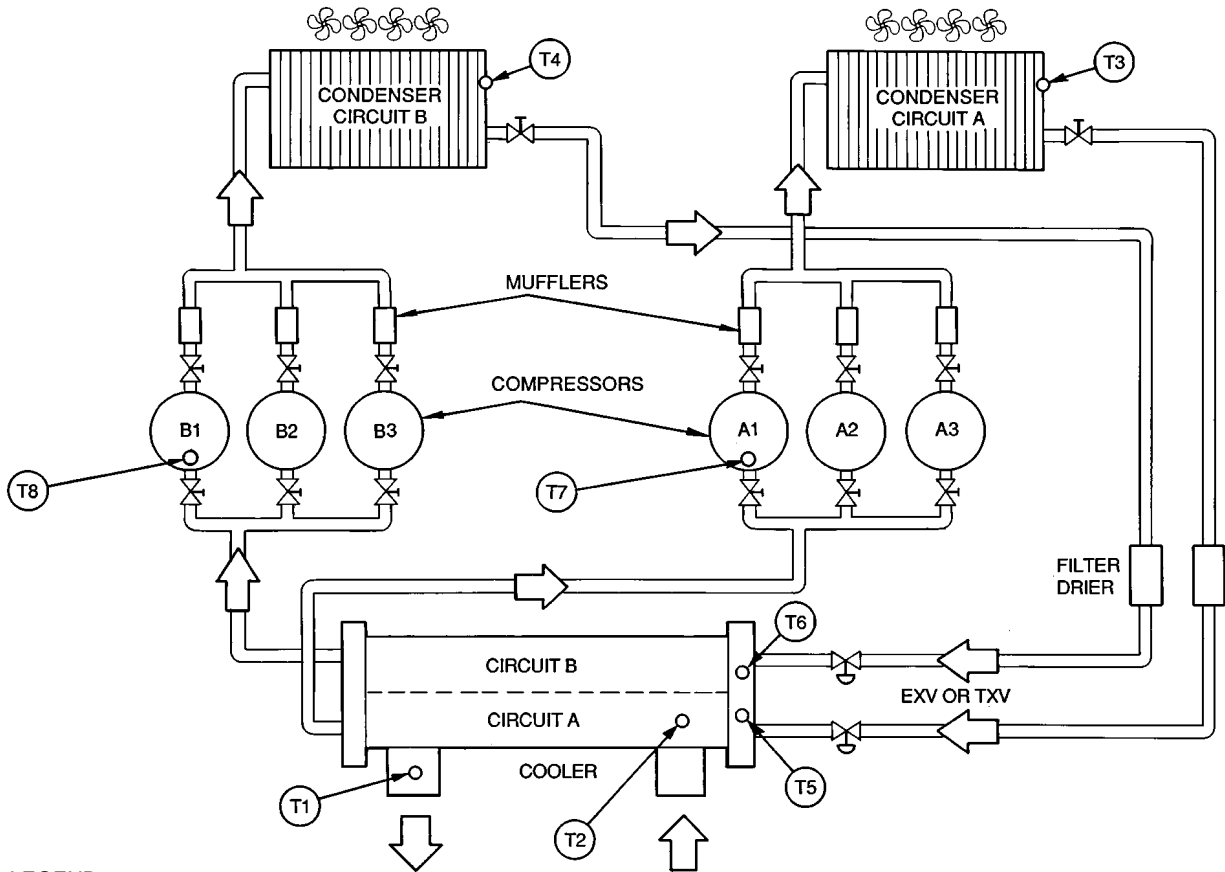 T4
T3
CONDENSER
CIRCUIT B
CONDENSER
CIRCUIT A
MUFFLERS
COMPRESSORS
B1
B2
B3
A1
A2
A3
T8
T7
FILTER
DRIER
T6
CIRCUIT B
CIRCUIT A
EXV OR TXV
COOLER
T5
T1
T2